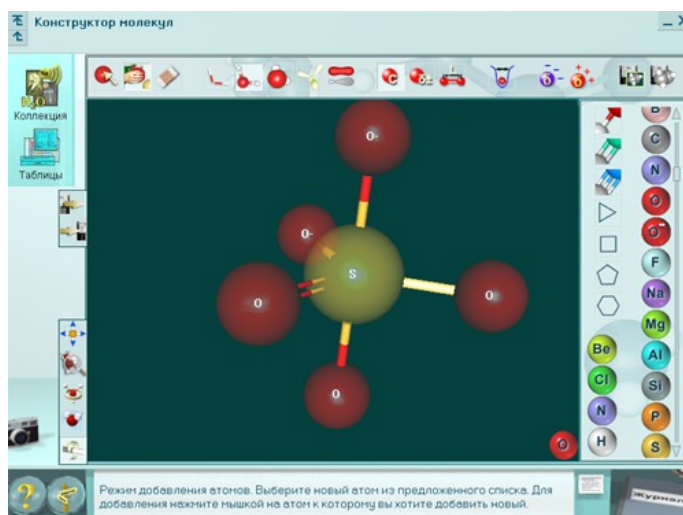 Конструктор молекул
H₂O
Коллекция
Таблицы
C
O-
O-
S
O
O
O
B
C
N
O
O⁻
F
Na
Mg
Be
Al
Cl
Si
N
P
H
S
O
Режим добавления атомов. Выберите новый атом из предложенного списка. Для
добавления нажмите мышкой на атом к которому вы хотите добавить новый.
журнал